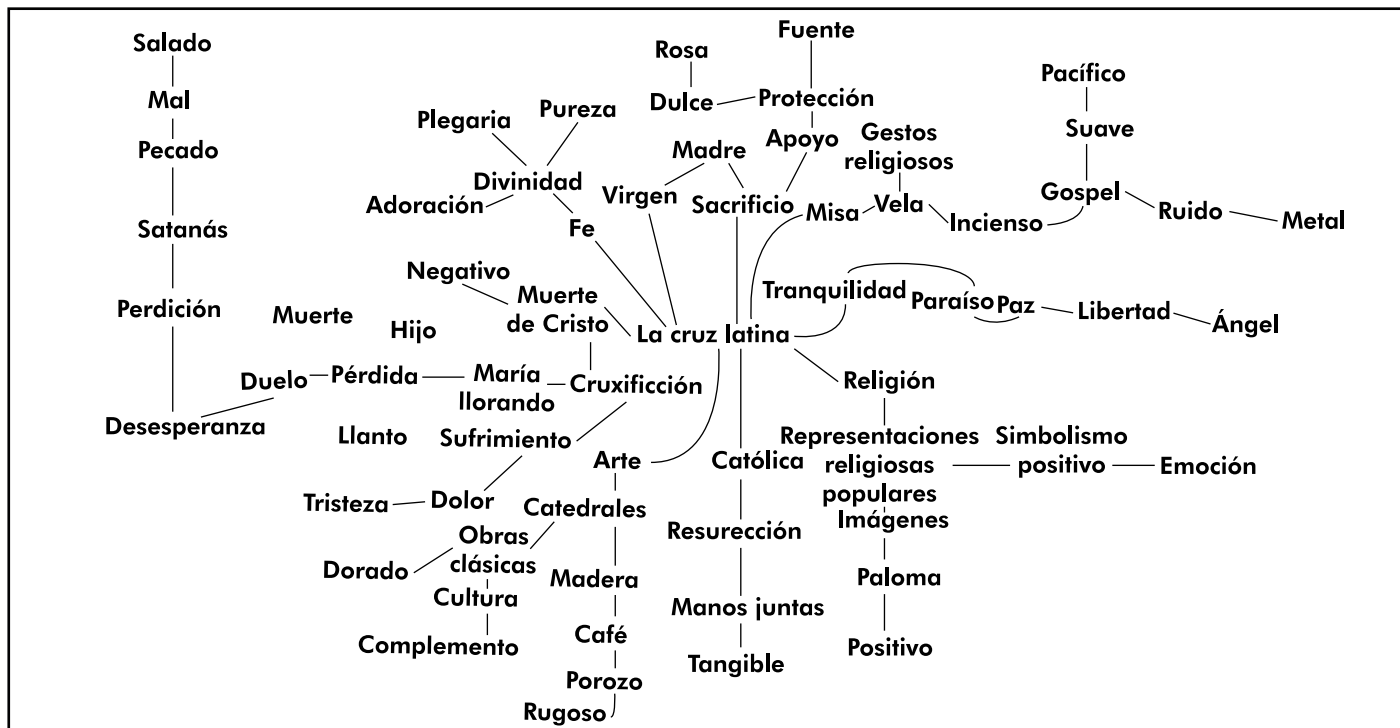 Salado
Mal
Pecado
Satanás
Perdición
Desesperanza
Duelo
Pérdida
María
llorando
Cruxificción
Muerte
Hijo
Llanto
Negativo
Muerte
de Cristo
Sufrimiento
Dolor
Tristeza
Plegaria
Pureza
Adoración
Divinidad
Fe
Virgen
Madre
Sacrificio
Apoyo
Protección
Fuente
Dulce
Rosa
Misa
Vela
Gestos
religiosos
Incienso
Gospel
Suave
Pacífico
Ruido
Metal
Tranquilidad
Paraíso
Paz
Libertad
Ángel
La cruz latina
Religión
Representaciones
religiosas
populares
Simbolismo
positivo
Emoción
Imágenes
Paloma
Positivo
Católica
Resurección
Manos juntas
Tangible
Arte
Catedrales
Obras
clásicas
Dorado
Cultura
Complemento
Madera
Café
Porozo
Rugoso